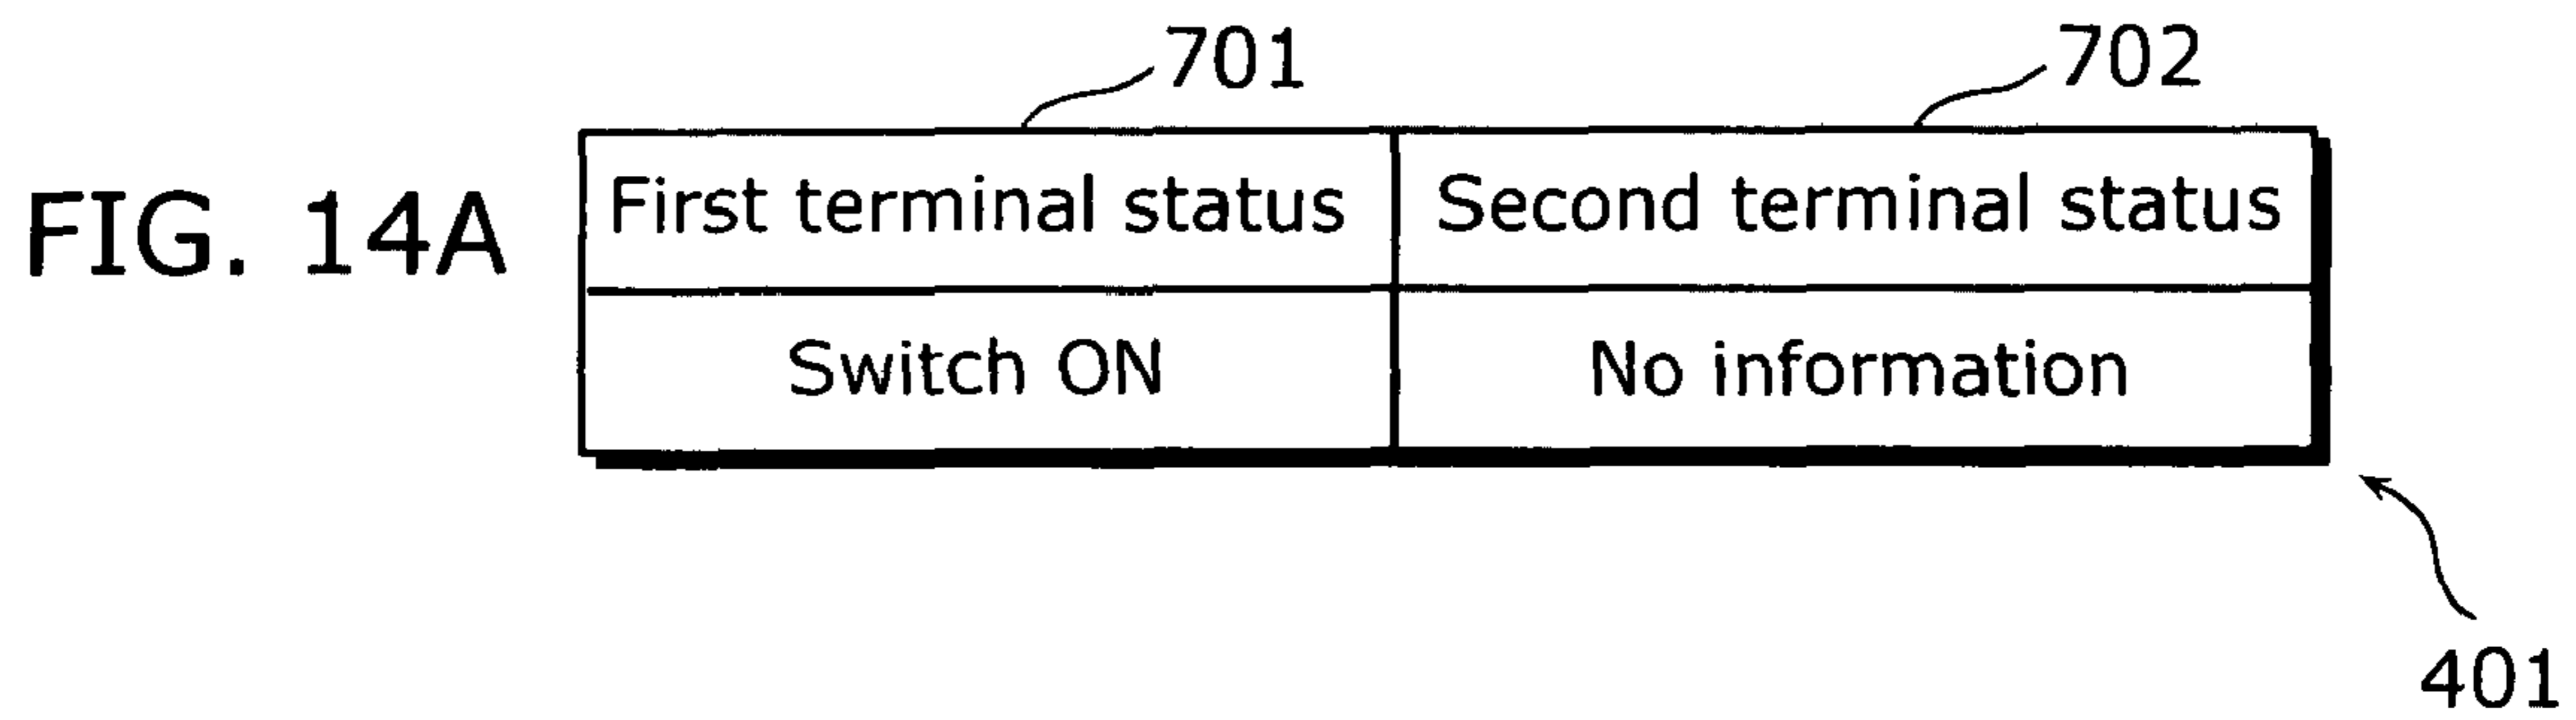 701 702
FIG. 14A
First terminal status Second terminal status
Switch ON No information
401